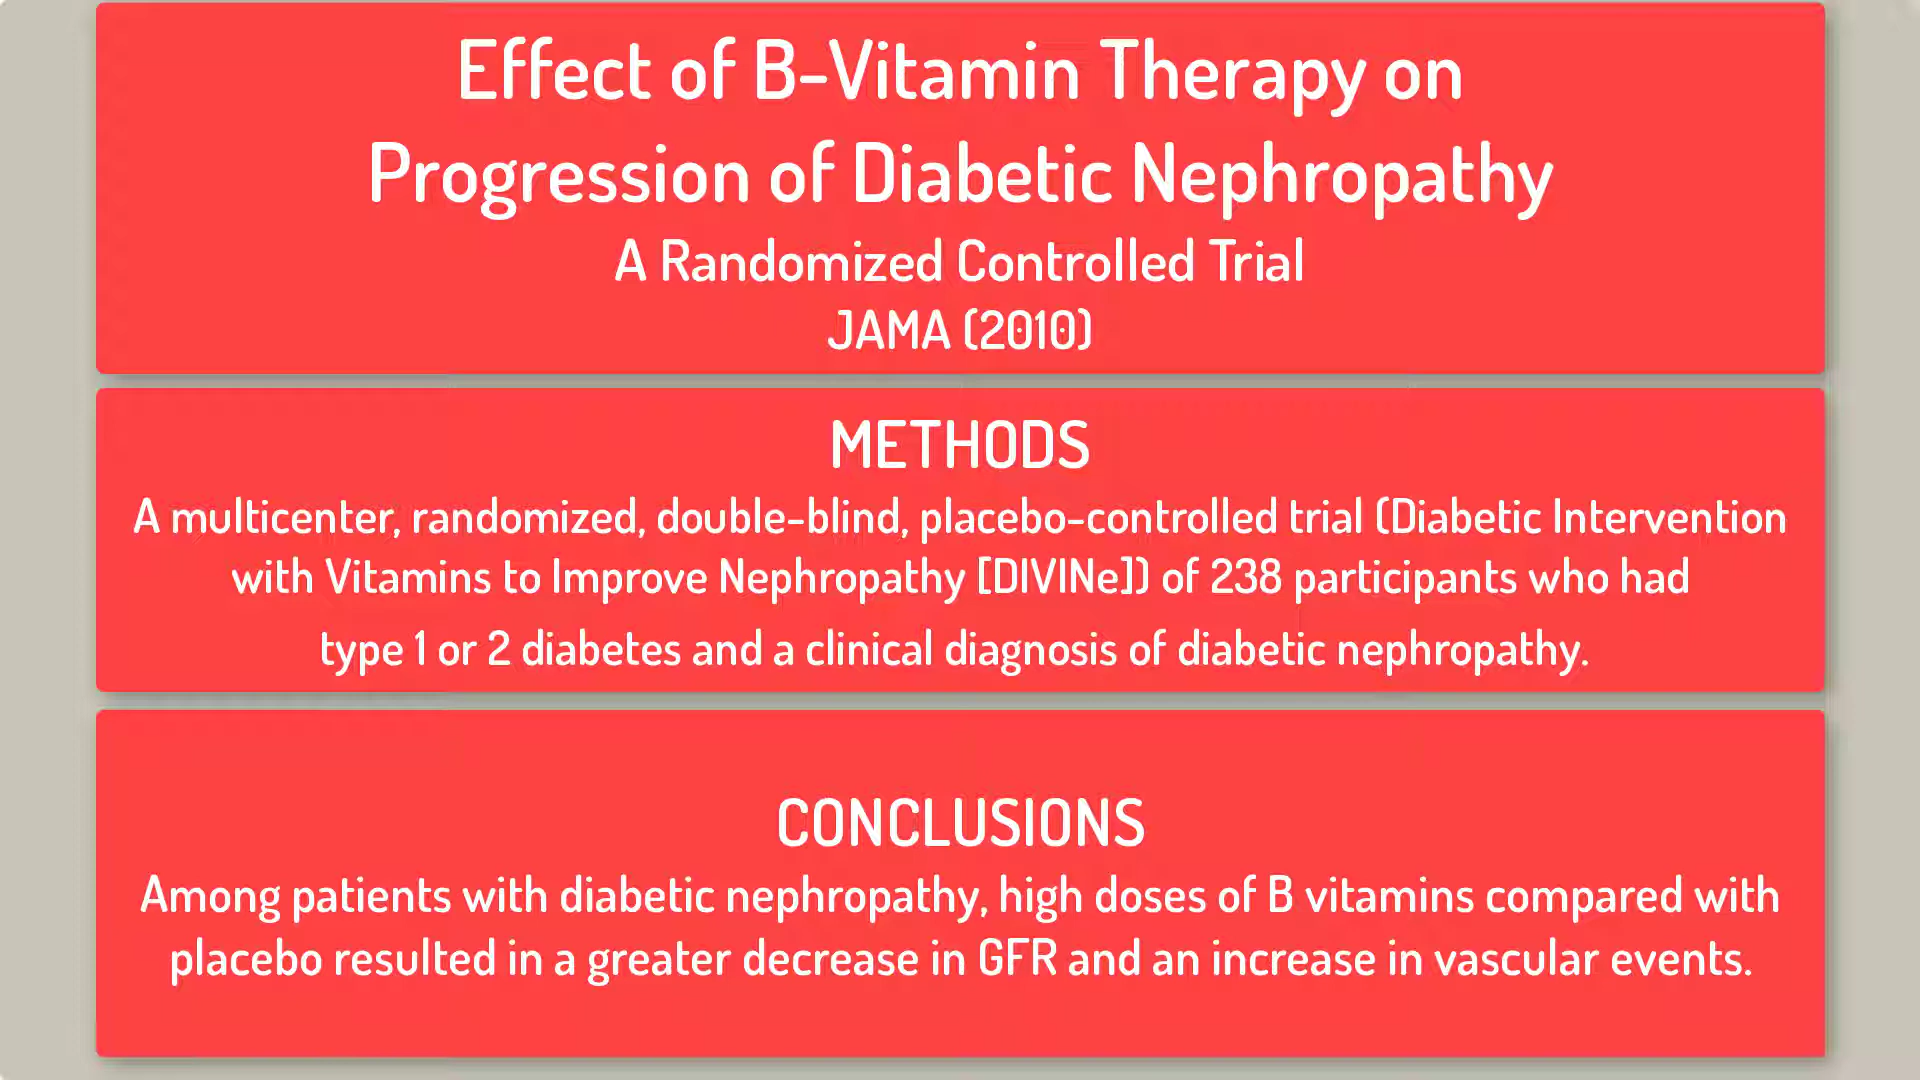 Effect of B-Vitamin Therapy on
Progression of Diabetic Nephropathy
A Randomized Controlled Trial
JAMA (2010)
METHODS
A multicenter, randomized, double-blind, placebo-controlled trial (Diabetic Intervention
with Vitamins to Improve Nephropathy [DIVINe]) of 238 participants who had
type 1 or 2 diabetes and a clinical diagnosis of diabetic nephropathy.
CONCLUSIONS
Among patients with diabetic nephropathy, high doses of B vitamins compared with
placebo resulted in a greater decrease in GFR and an increase in vascular events.